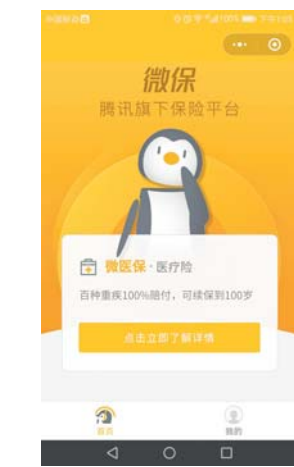 微保
腾讯旗下保险平台
微医保·医疗险
百种重疾100%赔付，可续保到100岁
点击立即了解详情
首页
我的